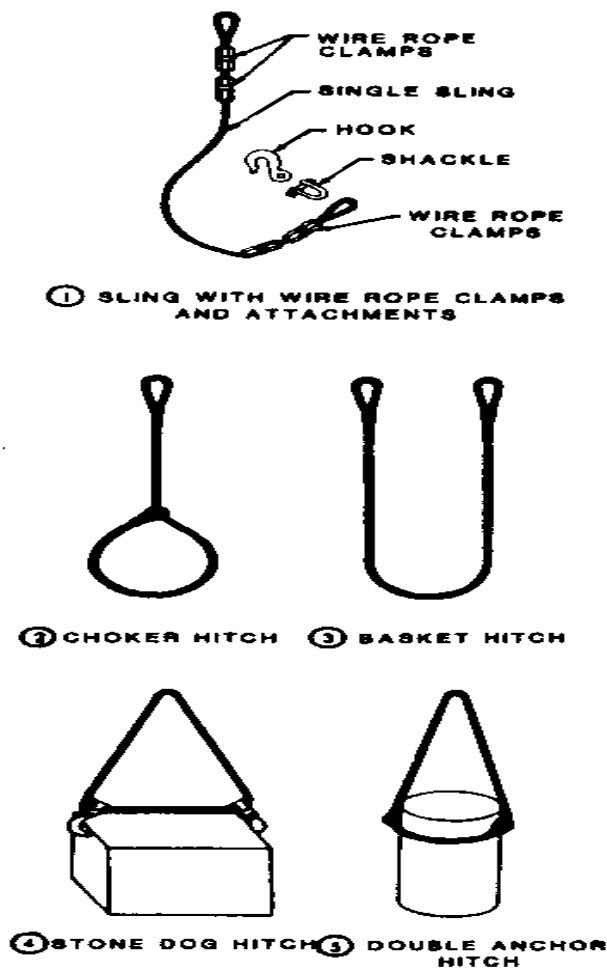 WIRE ROPE
CLAMPS
SINGLE SLING
HOOK
SHACKLE
WIRE ROPE
CLAMPS
① SLING WITH WIRE ROPE CLAMPS
AND ATTACHMENTS
② CHOKER HITCH
③ BASKET HITCH
④ STONE DOG HITCH
⑤ DOUBLE ANCHOR
HITCH